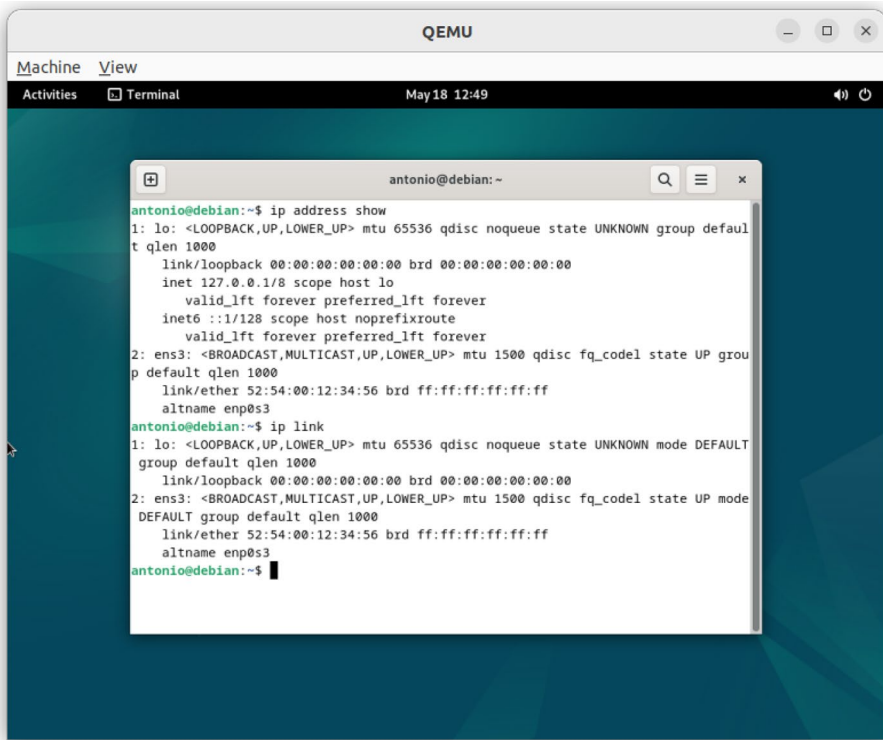 QEMU
Machine View
Activities Terminal May 18 12:49
antonio@debian: ~
antonio@debian:~$ ip address show
1: lo: <LOOPBACK,UP,LOWER_UP> mtu 65536 qdisc noqueue state UNKNOWN group defaul
t qlen 1000
    link/loopback 00:00:00:00:00:00 brd 00:00:00:00:00:00
    inet 127.0.0.1/8 scope host lo
       valid_lft forever preferred_lft forever
    inet6 ::1/128 scope host noprefixroute
       valid_lft forever preferred_lft forever
2: ens3: <BROADCAST,MULTICAST,UP,LOWER_UP> mtu 1500 qdisc fq_codel state UP grou
p default qlen 1000
    link/ether 52:54:00:12:34:56 brd ff:ff:ff:ff:ff:ff
    altname enp0s3
antonio@debian:~$ ip link
1: lo: <LOOPBACK,UP,LOWER_UP> mtu 65536 qdisc noqueue state UNKNOWN mode DEFAULT
 group default qlen 1000
    link/loopback 00:00:00:00:00:00 brd 00:00:00:00:00:00
2: ens3: <BROADCAST,MULTICAST,UP,LOWER_UP> mtu 1500 qdisc fq_codel state UP mode
 DEFAULT group default qlen 1000
    link/ether 52:54:00:12:34:56 brd ff:ff:ff:ff:ff:ff
    altname enp0s3
antonio@debian:~$